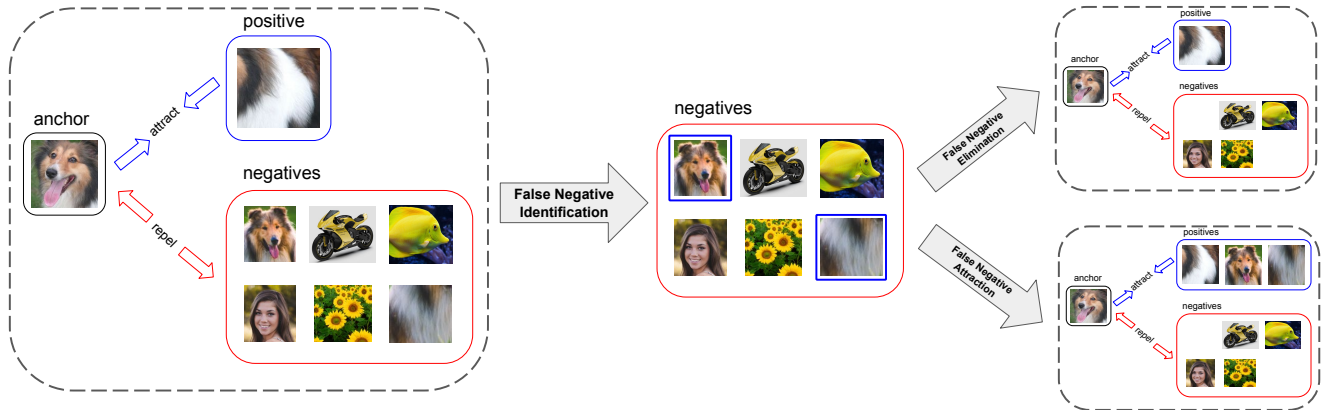 positive
anchor
attract
negatives
repel
False Negative
Identification
negatives
False Negative
Elimination
False Negative
Attraction
positive
anchor
attract
negatives
repel
positives
anchor
attract
negatives
repel